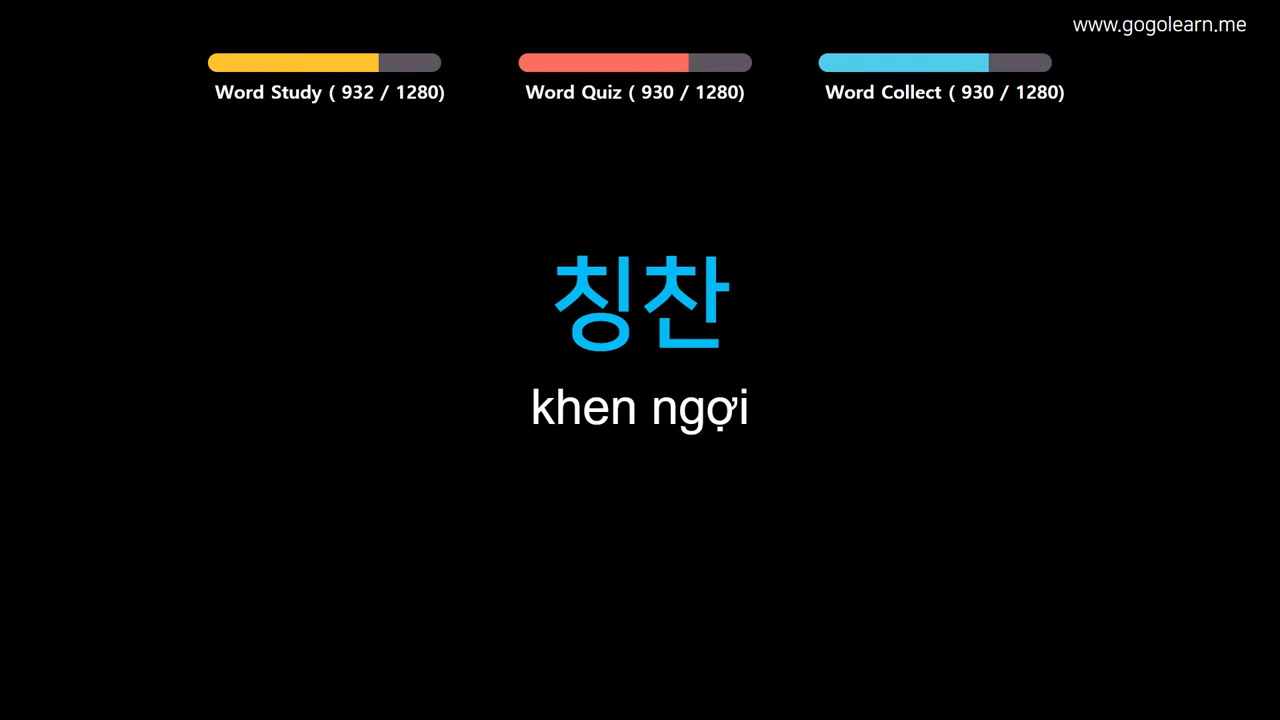 www.gogolearn.me
Word Study ( 932 / 1280)
Word Quiz ( 930 / 1280)
Word Collect ( 930 / 1280)
칭찬
khen ngợi